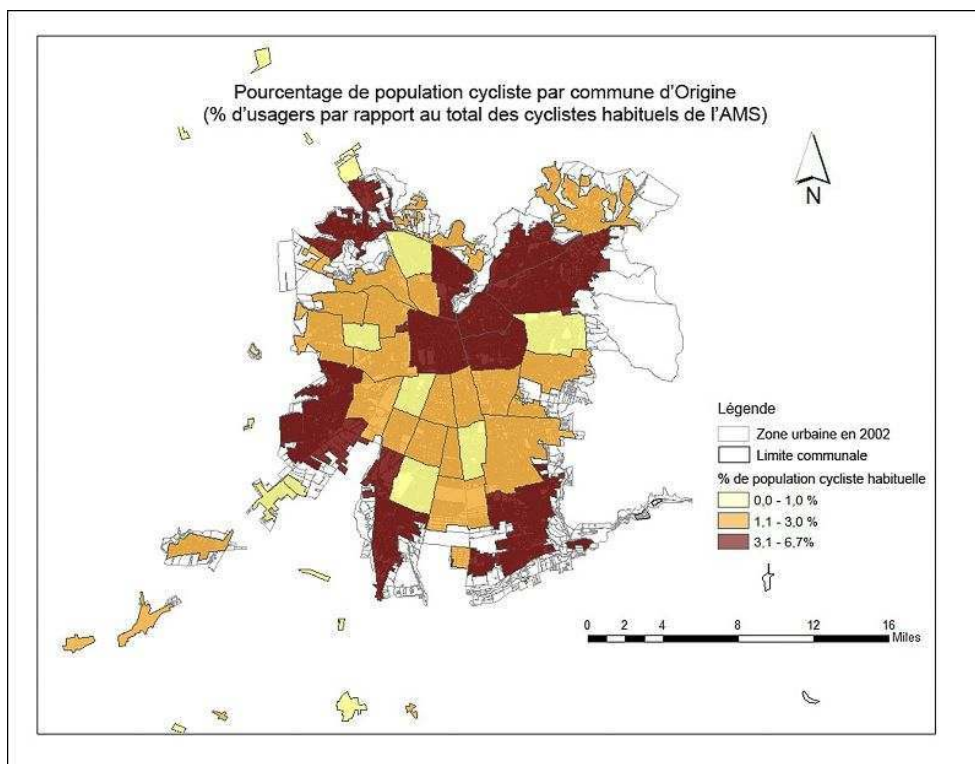 Pourcentage de population cycliste par commune d'Origine
(% d'usagers par rapport au total des cyclistes habituels de l'AMS)
N
Légende
Zone urbaine en 2002
Limite communale
% de population cycliste habituelle
0,0 - 1,0 %
1,1 - 3,0 %
3,1 - 6,7%
0 2 4 8 12 16
Miles